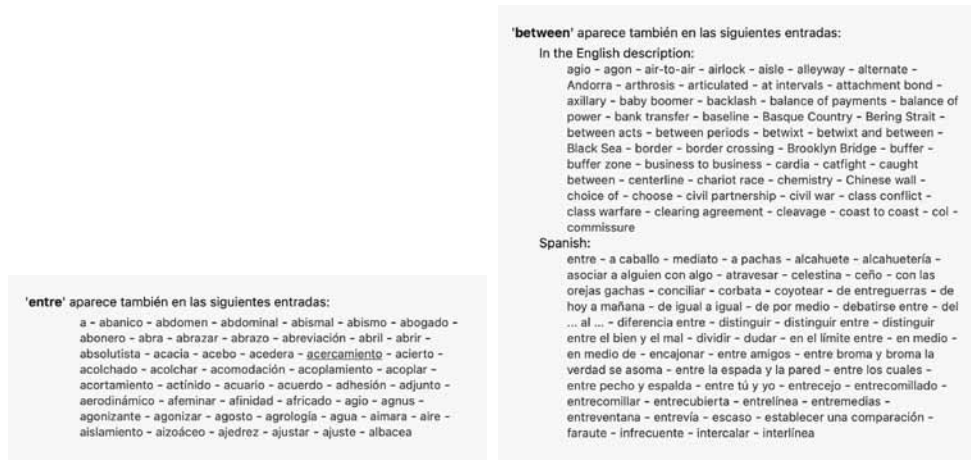 'entre' aparece también en las siguientes entradas:
a - abanico - abdomen - abdominal - abismal - abismo - abogado -
abonero - abra - abrazar - abrazo - abreviación - abril - abrir -
absolutista - acacia - acebo - acedera - acercamiento - acierto -
acolchado - acolchar - acomodación - acoplamiento - acoplar -
acortamiento - actínido - acuario - acuerdo - adhesión - adjunto -
aerodinámico - afeminar - afinidad - africado - agio - agnus -
agonizante - agonizar - agosto - agrología - agua - aimara - aire -
aislamiento - aizoáceo - ajedrez - ajustar - ajuste - albacea
'between' aparece también en las siguientes entradas:
In the English description:
agio - agon - air-to-air - airlock - aisle - alleyway - alternate -
Andorra - arthrosis - articulated - at intervals - attachment bond -
axillary - baby boomer - backlash - balance of payments - balance of
power - bank transfer - baseline - Basque Country - Bering Strait -
between acts - between periods - betwixt - betwixt and between -
Black Sea - border - border crossing - Brooklyn Bridge - buffer -
buffer zone - business to business - cardia - catfight - caught
between - centerline - chariot race - chemistry - Chinese wall -
choice of - choose - civil partnership - civil war - class conflict -
class warfare - clearing agreement - cleavage - coast to coast - col -
commissure
Spanish:
entre - a caballo - mediato - a pachas - alcahuete - alcahuetería -
asociar a alguien con algo - atravesar - celestina - ceño - con las
orejas gachas - conciliar - corbata - coyotear - de entreguerras - de
hoy a mañana - de igual a igual - de por medio - debatirse entre - del
... al ... - diferencia entre - distinguir - distinguir entre - distinguir
entre el bien y el mal - dividir - dudar - en el límite entre - en medio -
en medio de - encajonar - entre amigos - entre broma y broma la
verdad se asoma - entre la espada y la pared - entre los cuales -
entre pecho y espalda - entre tú y yo - entrecejo - entrecomillado -
entrecomillar - entrecubierta - entrelínea - entremedias -
entreventana - entrevía - escaso - establecer una comparación -
faraute - infrecuente - intercalar - interlínea